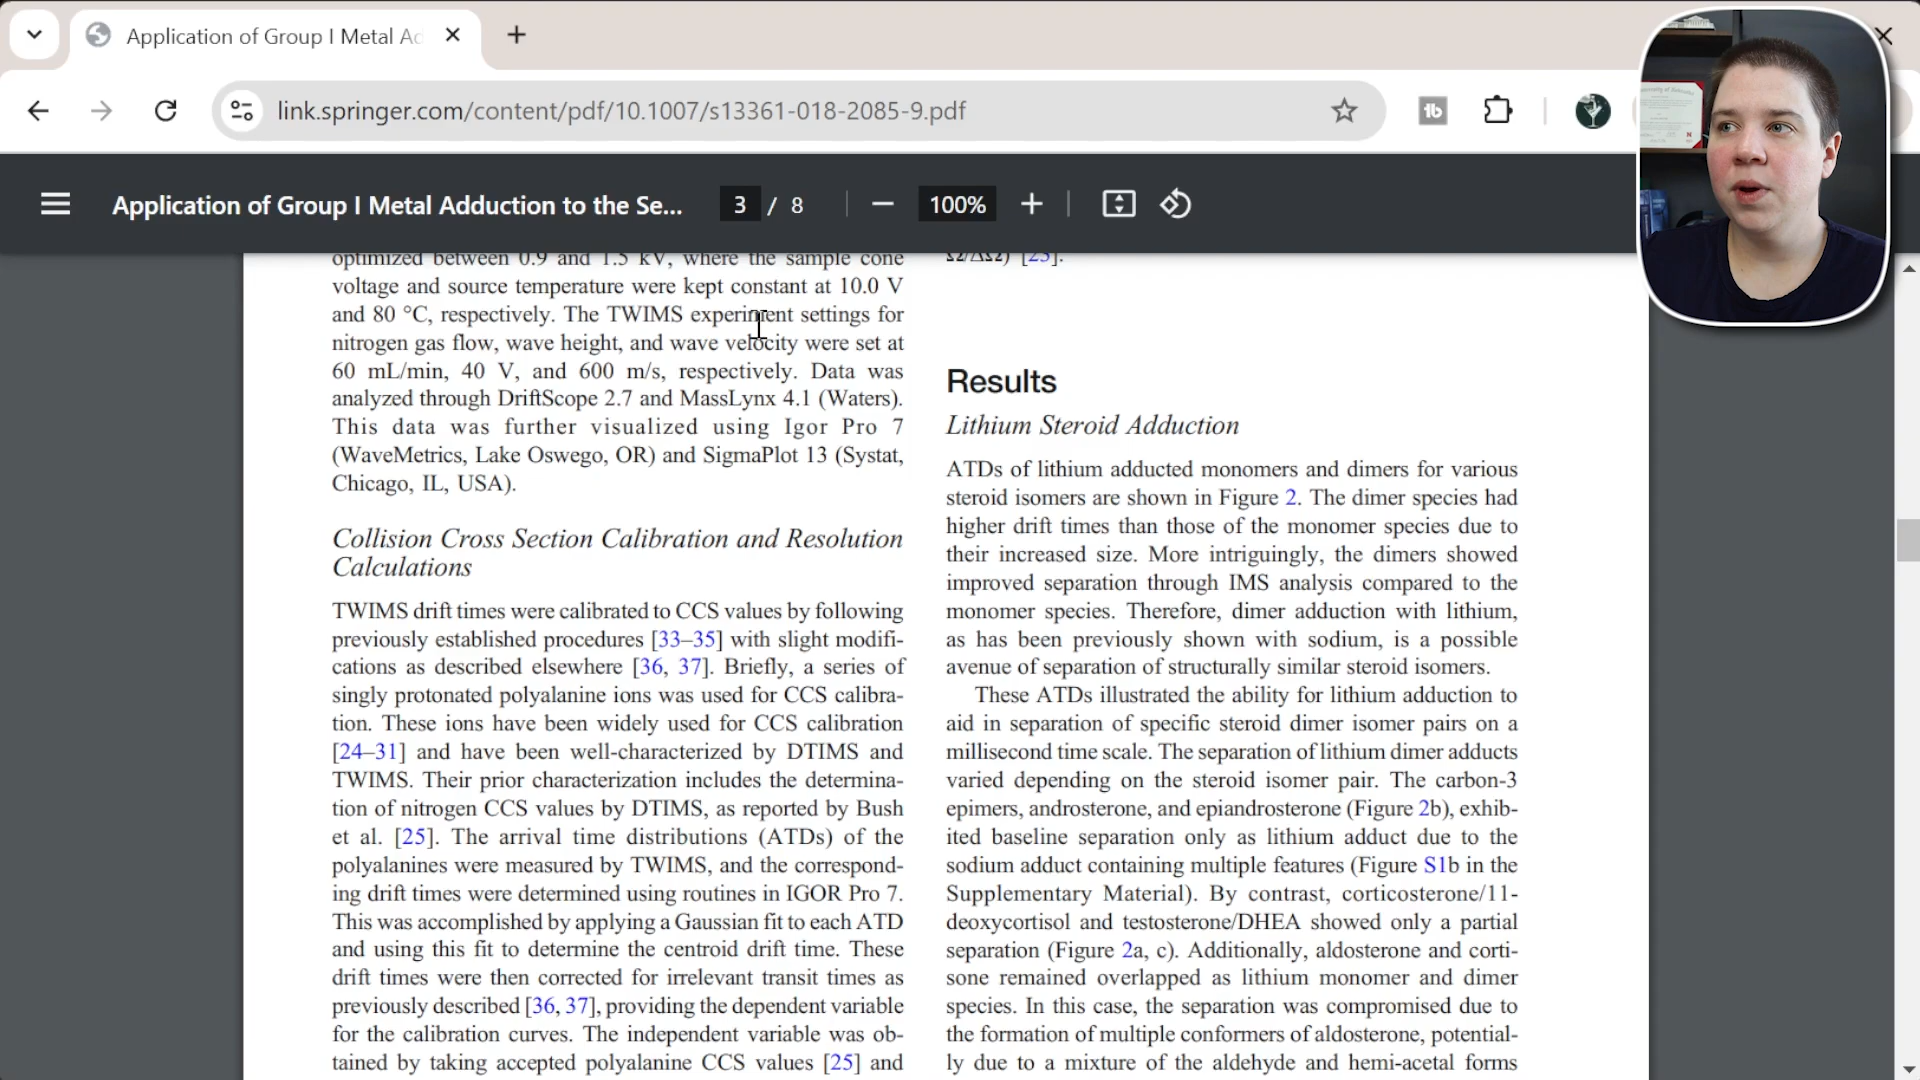 Application of Group I Metal Ad
link.springer.com/content/pdf/10.1007/s13361-018-2085-9.pdf
Application of Group I Metal Adduction to the Se...
3 / 8
100%
optimized between 0.9 and 1.5 kV, where the sample cone
voltage and source temperature were kept constant at 10.0 V
and 80 °C, respectively. The TWIMS experiment settings for
nitrogen gas flow, wave height, and wave velocity were set at
60 mL/min, 40 V, and 600 m/s, respectively. Data was
analyzed through DriftScope 2.7 and MassLynx 4.1 (Waters).
This data was further visualized using Igor Pro 7
(WaveMetrics, Lake Oswego, OR) and SigmaPlot 13 (Systat,
Chicago, IL, USA).
Collision Cross Section Calibration and Resolution
Calculations
TWIMS drift times were calibrated to CCS values by following
previously established procedures [33–35] with slight modifi-
cations as described elsewhere [36, 37]. Briefly, a series of
singly protonated polyalanine ions was used for CCS calibra-
tion. These ions have been widely used for CCS calibration
[24–31] and have been well-characterized by DTIMS and
TWIMS. Their prior characterization includes the determina-
tion of nitrogen CCS values by DTIMS, as reported by Bush
et al. [25]. The arrival time distributions (ATDs) of the
polyalanines were measured by TWIMS, and the correspond-
ing drift times were determined using routines in IGOR Pro 7.
This was accomplished by applying a Gaussian fit to each ATD
and using this fit to determine the centroid drift time. These
drift times were then corrected for irrelevant transit times as
previously described [36, 37], providing the dependent variable
for the calibration curves. The independent variable was ob-
tained by taking accepted polyalanine CCS values [25] and
Ω/ΔΩ) [25].
Results
Lithium Steroid Adduction
ATDs of lithium adducted monomers and dimers for various
steroid isomers are shown in Figure 2. The dimer species had
higher drift times than those of the monomer species due to
their increased size. More intriguingly, the dimers showed
improved separation through IMS analysis compared to the
monomer species. Therefore, dimer adduction with lithium,
as has been previously shown with sodium, is a possible
avenue of separation of structurally similar steroid isomers.
These ATDs illustrated the ability for lithium adduction to
aid in separation of specific steroid dimer isomer pairs on a
millisecond time scale. The separation of lithium dimer adducts
varied depending on the steroid isomer pair. The carbon-3
epimers, androsterone, and epiandrosterone (Figure 2b), exhib-
ited baseline separation only as lithium adduct due to the
sodium adduct containing multiple features (Figure S1b in the
Supplementary Material). By contrast, corticosterone/11-
deoxycortisol and testosterone/DHEA showed only a partial
separation (Figure 2a, c). Additionally, aldosterone and corti-
sone remained overlapped as lithium monomer and dimer
species. In this case, the separation was compromised due to
the formation of multiple conformers of aldosterone, potential-
ly due to a mixture of the aldehyde and hemi-acetal forms